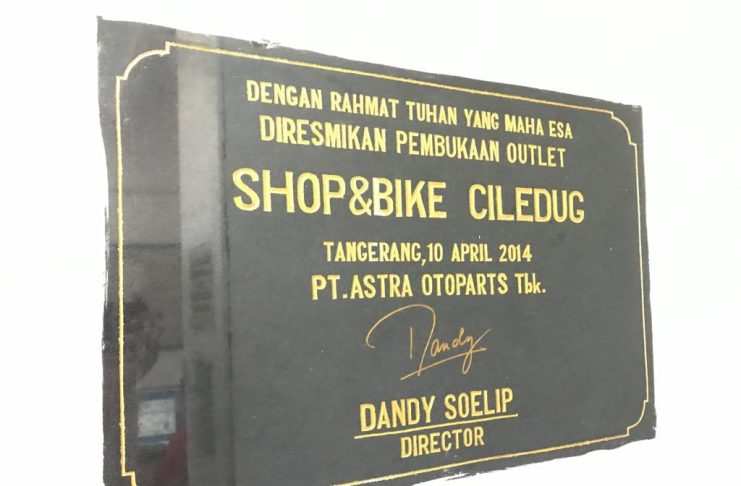 DENGAN RAHMAT TUHAN YANG MAHA ESA
DIRESMIKAN PEMBUKAAN OUTLET
SHOP&BIKE CILEDUG
TANGERANG,10 APRIL 2014
PT.ASTRA OTOPARTS Tbk.
Dandy
DANDY SOELIP
DIRECTOR